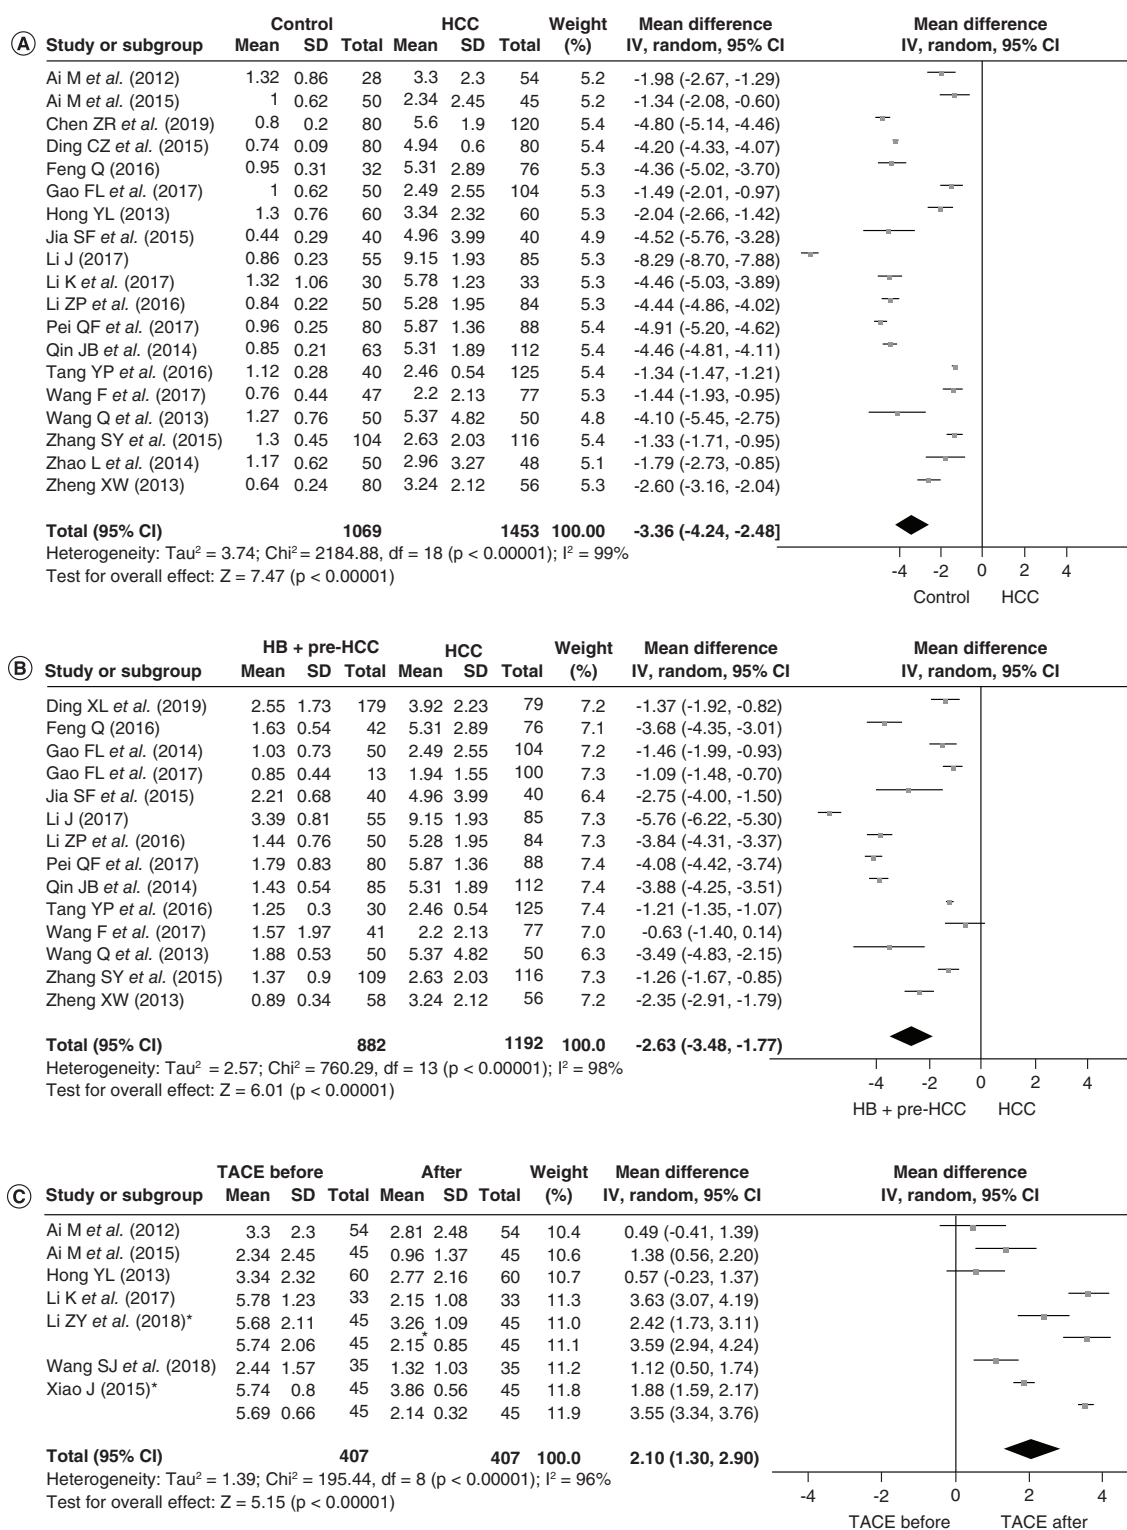 Control HCC Weight Mean difference Mean difference
A Study or subgroup Mean SD Total Mean SD Total (%) IV, random, 95% CI IV, random, 95% CI
Ai M et al. (2012) 1.32 0.86 28 3.3 2.3 54 5.2 -1.98 (-2.67, -1.29)
Ai M et al. (2015) 1 0.62 50 2.34 2.45 45 5.2 -1.34 (-2.08, -0.60)
Chen ZR et al. (2019) 0.8 0.2 80 5.6 1.9 120 5.4 -4.80 (-5.14, -4.46)
Ding CZ et al. (2015) 0.74 0.09 80 4.94 0.6 80 5.4 -4.20 (-4.33, -4.07)
Feng Q (2016) 0.95 0.31 32 5.31 2.89 76 5.3 -4.36 (-5.02, -3.70)
Gao FL et al. (2017) 1 0.62 50 2.49 2.55 104 5.3 -1.49 (-2.01, -0.97)
Hong YL (2013) 1.3 0.76 60 3.34 2.32 60 5.3 -2.04 (-2.66, -1.42)
Jia SF et al. (2015) 0.44 0.29 40 4.96 3.99 40 4.9 -4.52 (-5.76, -3.28)
Li J (2017) 0.86 0.23 55 9.15 1.93 85 5.3 -8.29 (-8.70, -7.88)
Li K et al. (2017) 1.32 1.06 30 5.78 1.23 33 5.3 -4.46 (-5.03, -3.89)
Li ZP et al. (2016) 0.84 0.22 50 5.28 1.95 84 5.3 -4.44 (-4.86, -4.02)
Pei QF et al. (2017) 0.96 0.25 80 5.87 1.36 88 5.4 -4.91 (-5.20, -4.62)
Qin JB et al. (2014) 0.85 0.21 63 5.31 1.89 112 5.4 -4.46 (-4.81, -4.11)
Tang YP et al. (2016) 1.12 0.28 40 2.46 0.54 125 5.4 -1.34 (-1.47, -1.21)
Wang F et al. (2017) 0.76 0.44 47 2.2 2.13 77 5.3 -1.44 (-1.93, -0.95)
Wang Q et al. (2013) 1.27 0.76 50 5.37 4.82 50 4.8 -4.10 (-5.45, -2.75)
Zhang SY et al. (2015) 1.3 0.45 104 2.63 2.03 116 5.4 -1.33 (-1.71, -0.95)
Zhao L et al. (2014) 1.17 0.62 50 2.96 3.27 48 5.1 -1.79 (-2.73, -0.85)
Zheng XW (2013) 0.64 0.24 80 3.24 2.12 56 5.3 -2.60 (-3.16, -2.04)
Total (95% CI) 1069 1453 100.00 -3.36 (-4.24, -2.48]
Heterogeneity: Tau² = 3.74; Chi² = 2184.88, df = 18 (p < 0.00001); I² = 99%
Test for overall effect: Z = 7.47 (p < 0.00001)
-4 -2 0 2 4
Control HCC
HB + pre-HCC HCC Weight Mean difference Mean difference
B Study or subgroup Mean SD Total Mean SD Total (%) IV, random, 95% CI IV, random, 95% CI
Ding XL et al. (2019) 2.55 1.73 179 3.92 2.23 79 7.2 -1.37 (-1.92, -0.82)
Feng Q (2016) 1.63 0.54 42 5.31 2.89 76 7.1 -3.68 (-4.35, -3.01)
Gao FL et al. (2014) 1.03 0.73 50 2.49 2.55 104 7.2 -1.46 (-1.99, -0.93)
Gao FL et al. (2017) 0.85 0.44 13 1.94 1.55 100 7.3 -1.09 (-1.48, -0.70)
Jia SF et al. (2015) 2.21 0.68 40 4.96 3.99 40 6.4 -2.75 (-4.00, -1.50)
Li J (2017) 3.39 0.81 55 9.15 1.93 85 7.3 -5.76 (-6.22, -5.30)
Li ZP et al. (2016) 1.44 0.76 50 5.28 1.95 84 7.3 -3.84 (-4.31, -3.37)
Pei QF et al. (2017) 1.79 0.83 80 5.87 1.36 88 7.4 -4.08 (-4.42, -3.74)
Qin JB et al. (2014) 1.43 0.54 85 5.31 1.89 112 7.4 -3.88 (-4.25, -3.51)
Tang YP et al. (2016) 1.25 0.3 30 2.46 0.54 125 7.4 -1.21 (-1.35, -1.07)
Wang F et al. (2017) 1.57 1.97 41 2.2 2.13 77 7.0 -0.63 (-1.40, 0.14)
Wang Q et al. (2013) 1.88 0.53 50 5.37 4.82 50 6.3 -3.49 (-4.83, -2.15)
Zhang SY et al. (2015) 1.37 0.9 109 2.63 2.03 116 7.3 -1.26 (-1.67, -0.85)
Zheng XW (2013) 0.89 0.34 58 3.24 2.12 56 7.2 -2.35 (-2.91, -1.79)
Total (95% CI) 882 1192 100.0 -2.63 (-3.48, -1.77)
Heterogeneity: Tau² = 2.57; Chi² = 760.29, df = 13 (p < 0.00001); I² = 98%
Test for overall effect: Z = 6.01 (p < 0.00001)
-4 -2 0 2 4
HB + pre-HCC HCC
TACE before After Weight Mean difference Mean difference
C Study or subgroup Mean SD Total Mean SD Total (%) IV, random, 95% CI IV, random, 95% CI
Ai M et al. (2012) 3.3 2.3 54 2.81 2.48 54 10.4 0.49 (-0.41, 1.39)
Ai M et al. (2015) 2.34 2.45 45 0.96 1.37 45 10.6 1.38 (0.56, 2.20)
Hong YL (2013) 3.34 2.32 60 2.77 2.16 60 10.7 0.57 (-0.23, 1.37)
Li K et al. (2017) 5.78 1.23 33 2.15 1.08 33 11.3 3.63 (3.07, 4.19)
Li ZY et al. (2018)* 5.68 2.11 45 3.26 1.09 45 11.0 2.42 (1.73, 3.11)
5.74 2.06 45 2.15* 0.85 45 11.1 3.59 (2.94, 4.24)
Wang SJ et al. (2018) 2.44 1.57 35 1.32 1.03 35 11.2 1.12 (0.50, 1.74)
Xiao J (2015)* 5.74 0.8 45 3.86 0.56 45 11.8 1.88 (1.59, 2.17)
5.69 0.66 45 2.14 0.32 45 11.9 3.55 (3.34, 3.76)
Total (95% CI) 407 407 100.0 2.10 (1.30, 2.90)
Heterogeneity: Tau² = 1.39; Chi² = 195.44, df = 8 (p < 0.00001); I² = 96%
Test for overall effect: Z = 5.15 (p < 0.00001)
-4 -2 0 2 4
TACE before TACE after